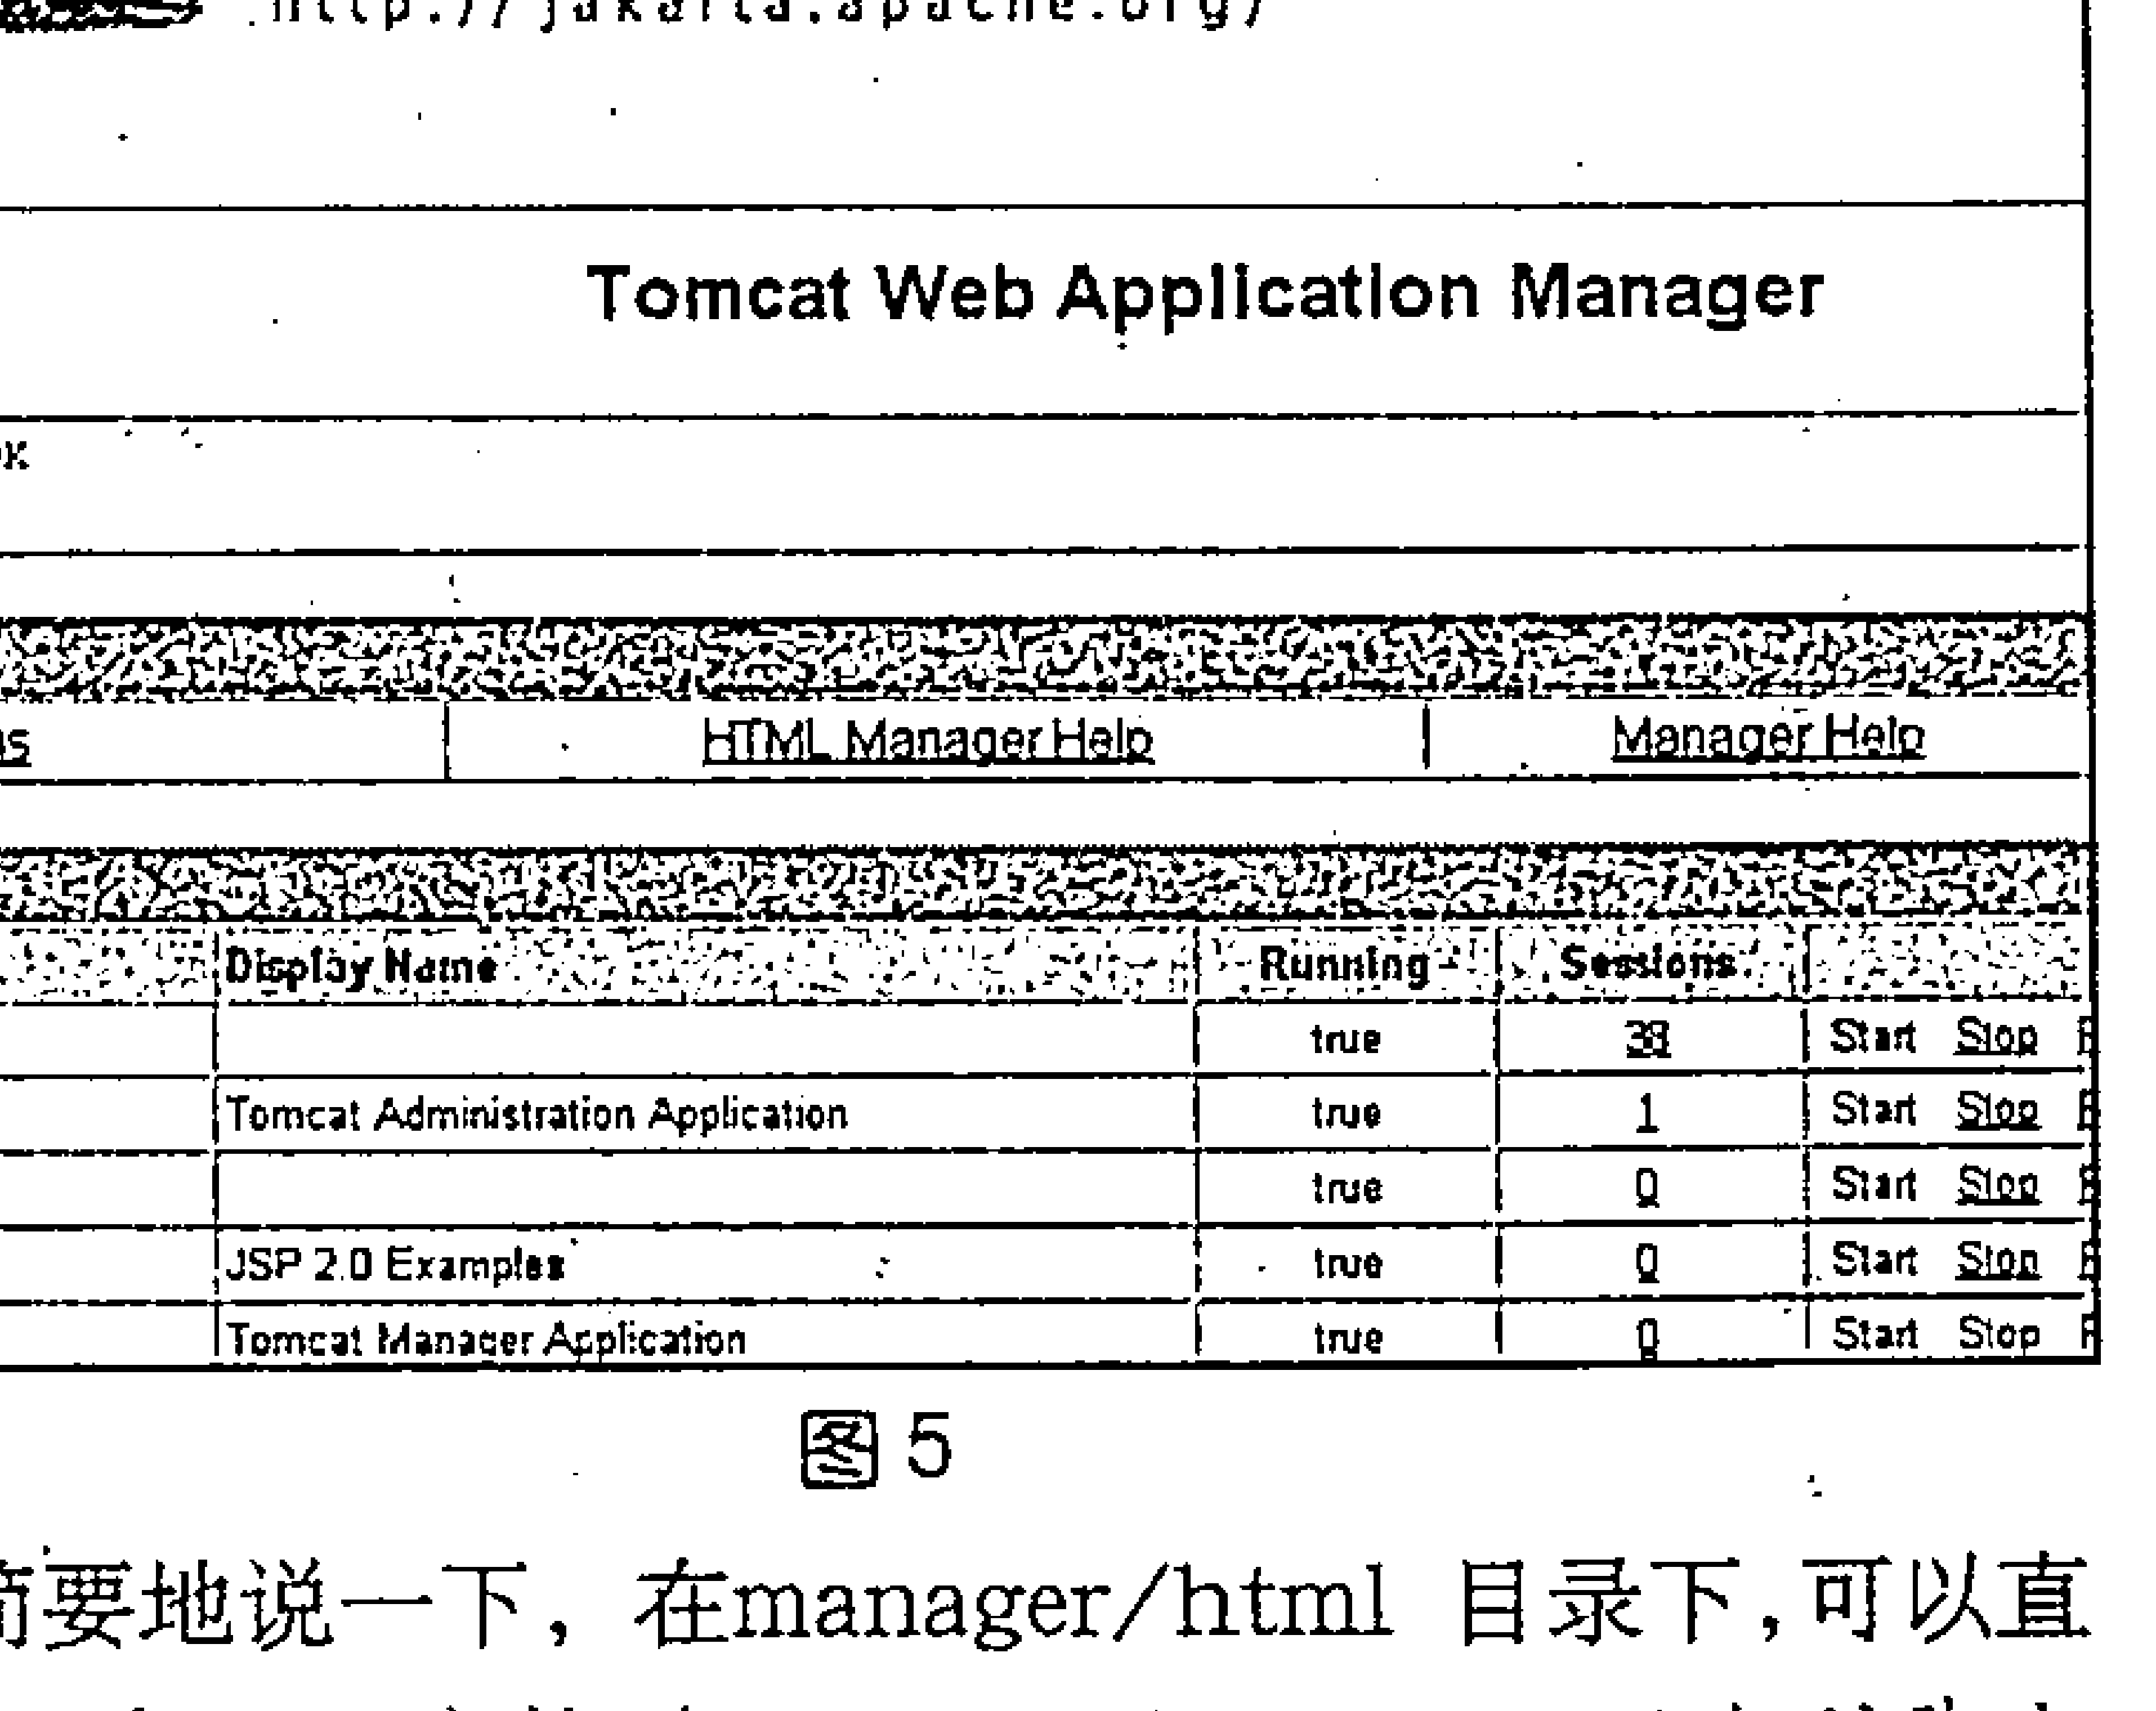 http://jakarta.apache.org/
Tomcat Web Application Manager
HTML Manager Help Manager Help
Display Name Running Sessions
true Start Stop
Tomcat Administration Application true 1 Start Stop
true 0 Start Stop
JSP 2.0 Examples true 0 Start Stop
Tomcat Manager Application true 0 Start Stop
图 5
简要地说一下，在manager/html 目录下，可以直